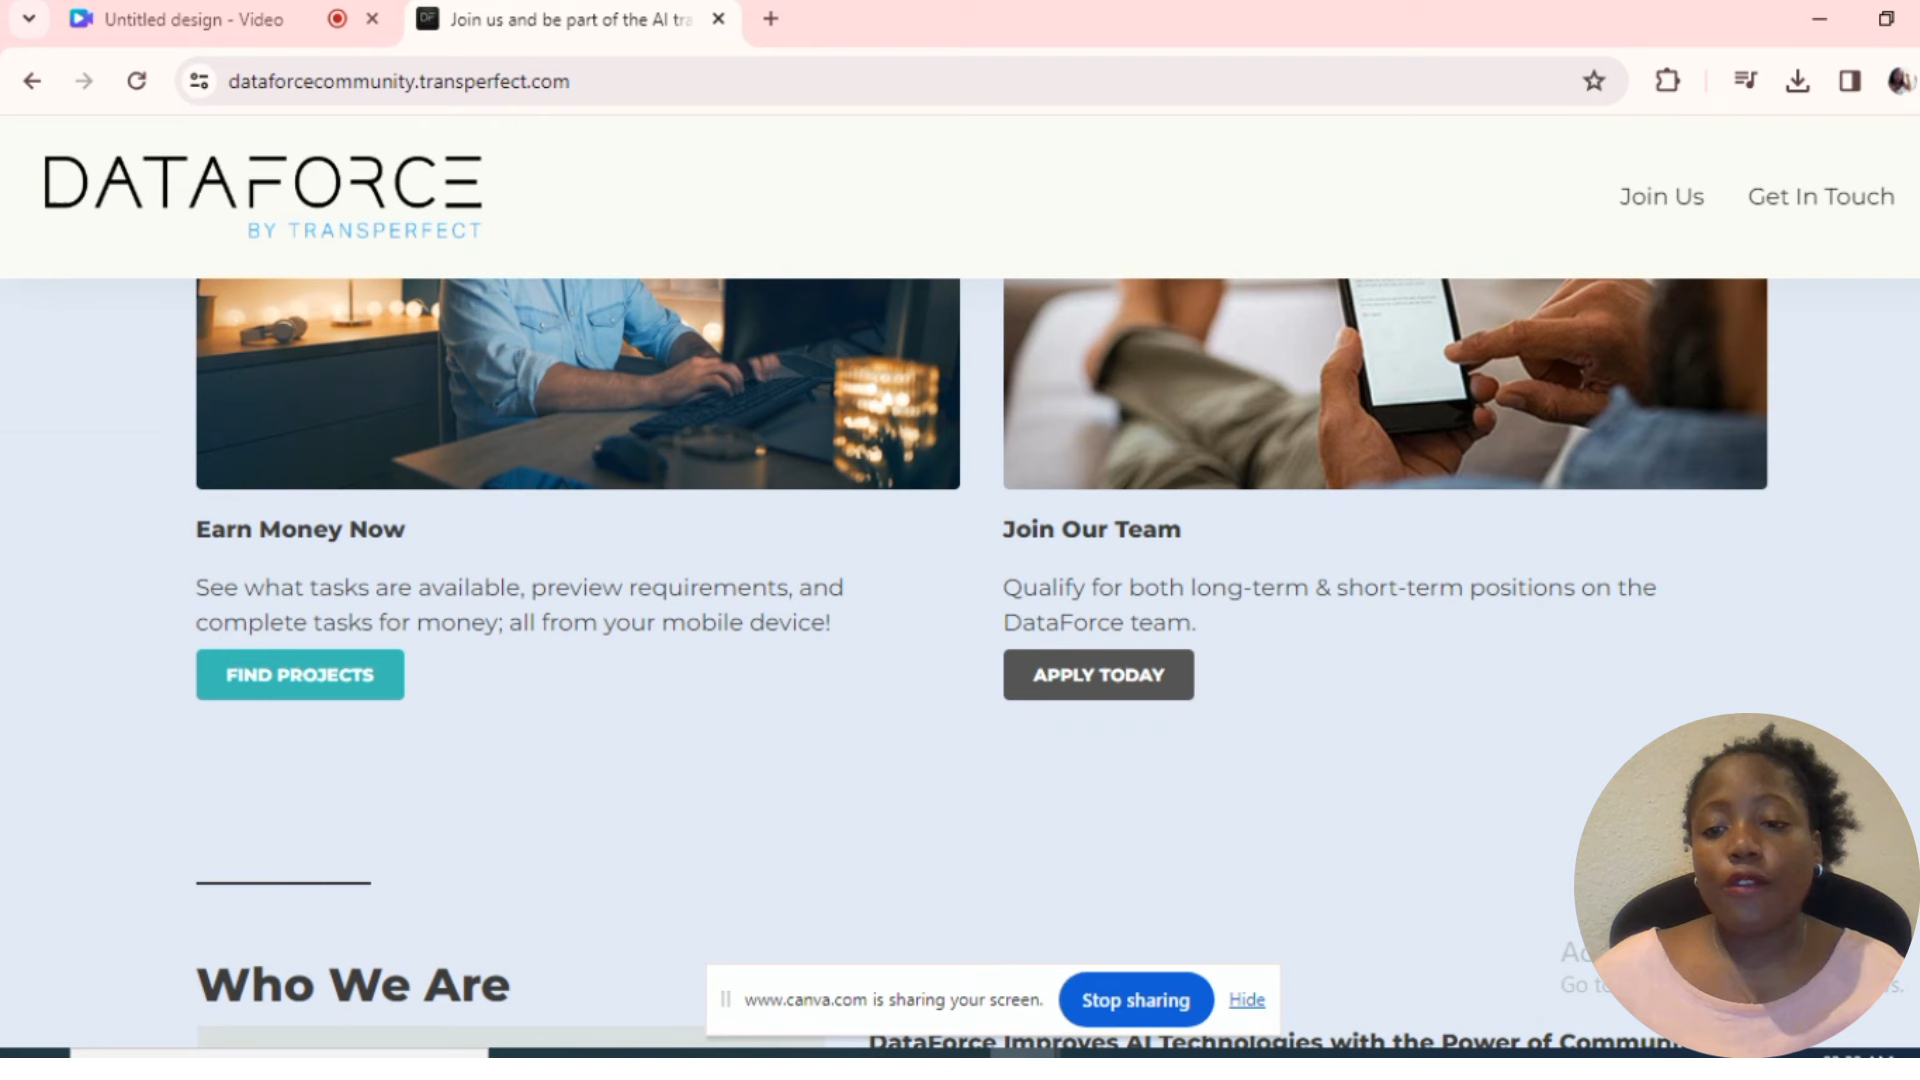 Untitled design - Video
Join us and be part of the AI tra
dataforcecommunity.transperfect.com
DATAFORCE
BY TRANSPERFECT
Join Us
Get In Touch
Earn Money Now
See what tasks are available, preview requirements, and
complete tasks for money; all from your mobile device!
FIND PROJECTS
Join Our Team
Qualify for both long-term & short-term positions on the
DataForce team.
APPLY TODAY
Who We Are
www.canva.com is sharing your screen.
Stop sharing
Hide
DataForce Improves AI Technologies with the Power of Commun
Go to